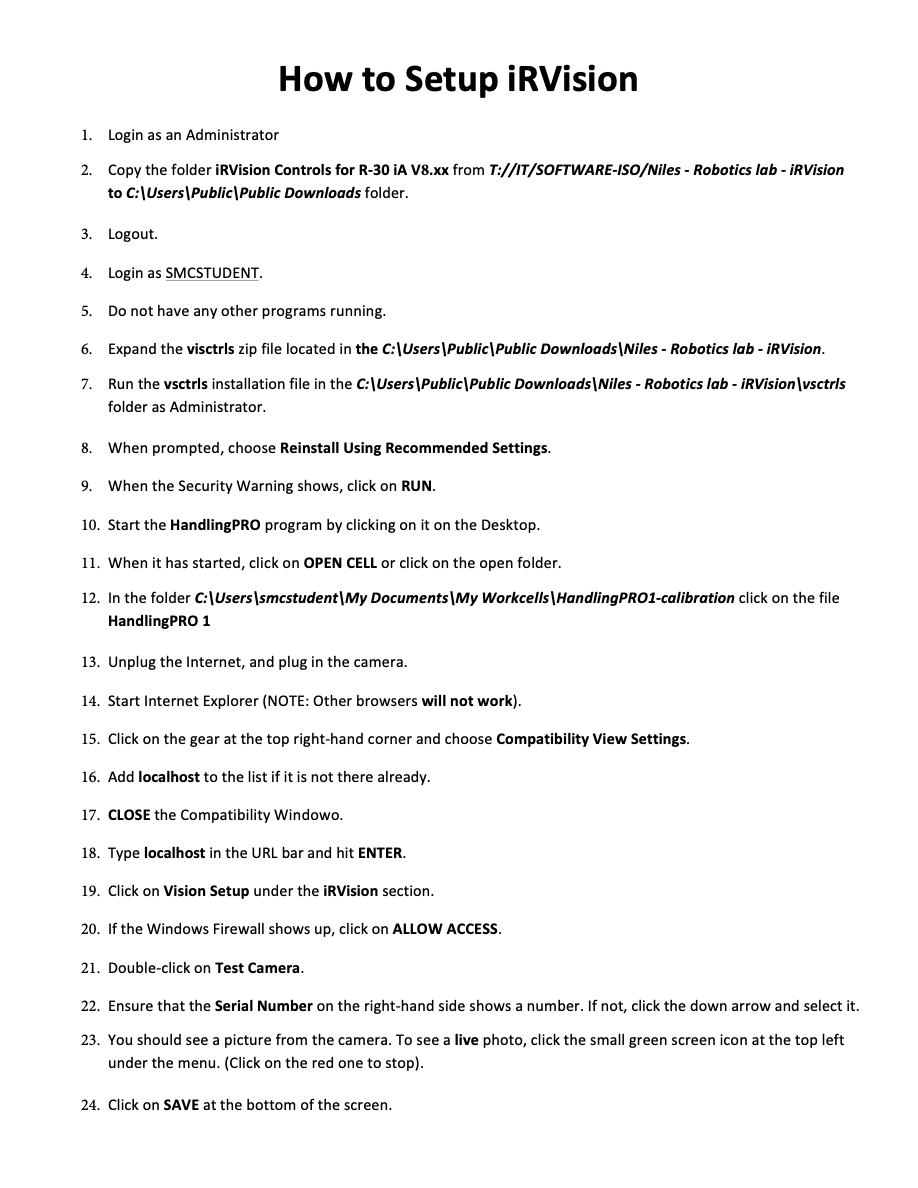 How to Setup iRVision
1. Login as an Administrator
2. Copy the folder iRVision Controls for R-30 iA V8.xx from T://IT/SOFTWARE-ISO/Niles - Robotics lab - iRVision
to C:\Users\Public\Public Downloads folder.
3. Logout.
4. Login as SMCSTUDENT.
5. Do not have any other programs running.
6. Expand the visctrls zip file located in the C:\Users\Public\Public Downloads\Niles - Robotics lab - iRVision.
7. Run the vsctrls installation file in the C:\Users\Public\Public Downloads\Niles - Robotics lab - iRVision\vsctrls
folder as Administrator.
8. When prompted, choose Reinstall Using Recommended Settings.
9. When the Security Warning shows, click on RUN.
10. Start the HandlingPRO program by clicking on it on the Desktop.
11. When it has started, click on OPEN CELL or click on the open folder.
12. In the folder C:\Users\smcstudent\My Documents\My Workcells\HandlingPRO1-calibration click on the file
HandlingPRO 1
13. Unplug the Internet, and plug in the camera.
14. Start Internet Explorer (NOTE: Other browsers will not work).
15. Click on the gear at the top right-hand corner and choose Compatibility View Settings.
16. Add localhost to the list if it is not there already.
17. CLOSE the Compatibility Windowo.
18. Type localhost in the URL bar and hit ENTER.
19. Click on Vision Setup under the iRVision section.
20. If the Windows Firewall shows up, click on ALLOW ACCESS.
21. Double-click on Test Camera.
22. Ensure that the Serial Number on the right-hand side shows a number. If not, click the down arrow and select it.
23. You should see a picture from the camera. To see a live photo, click the small green screen icon at the top left
under the menu. (Click on the red one to stop).
24. Click on SAVE at the bottom of the screen.